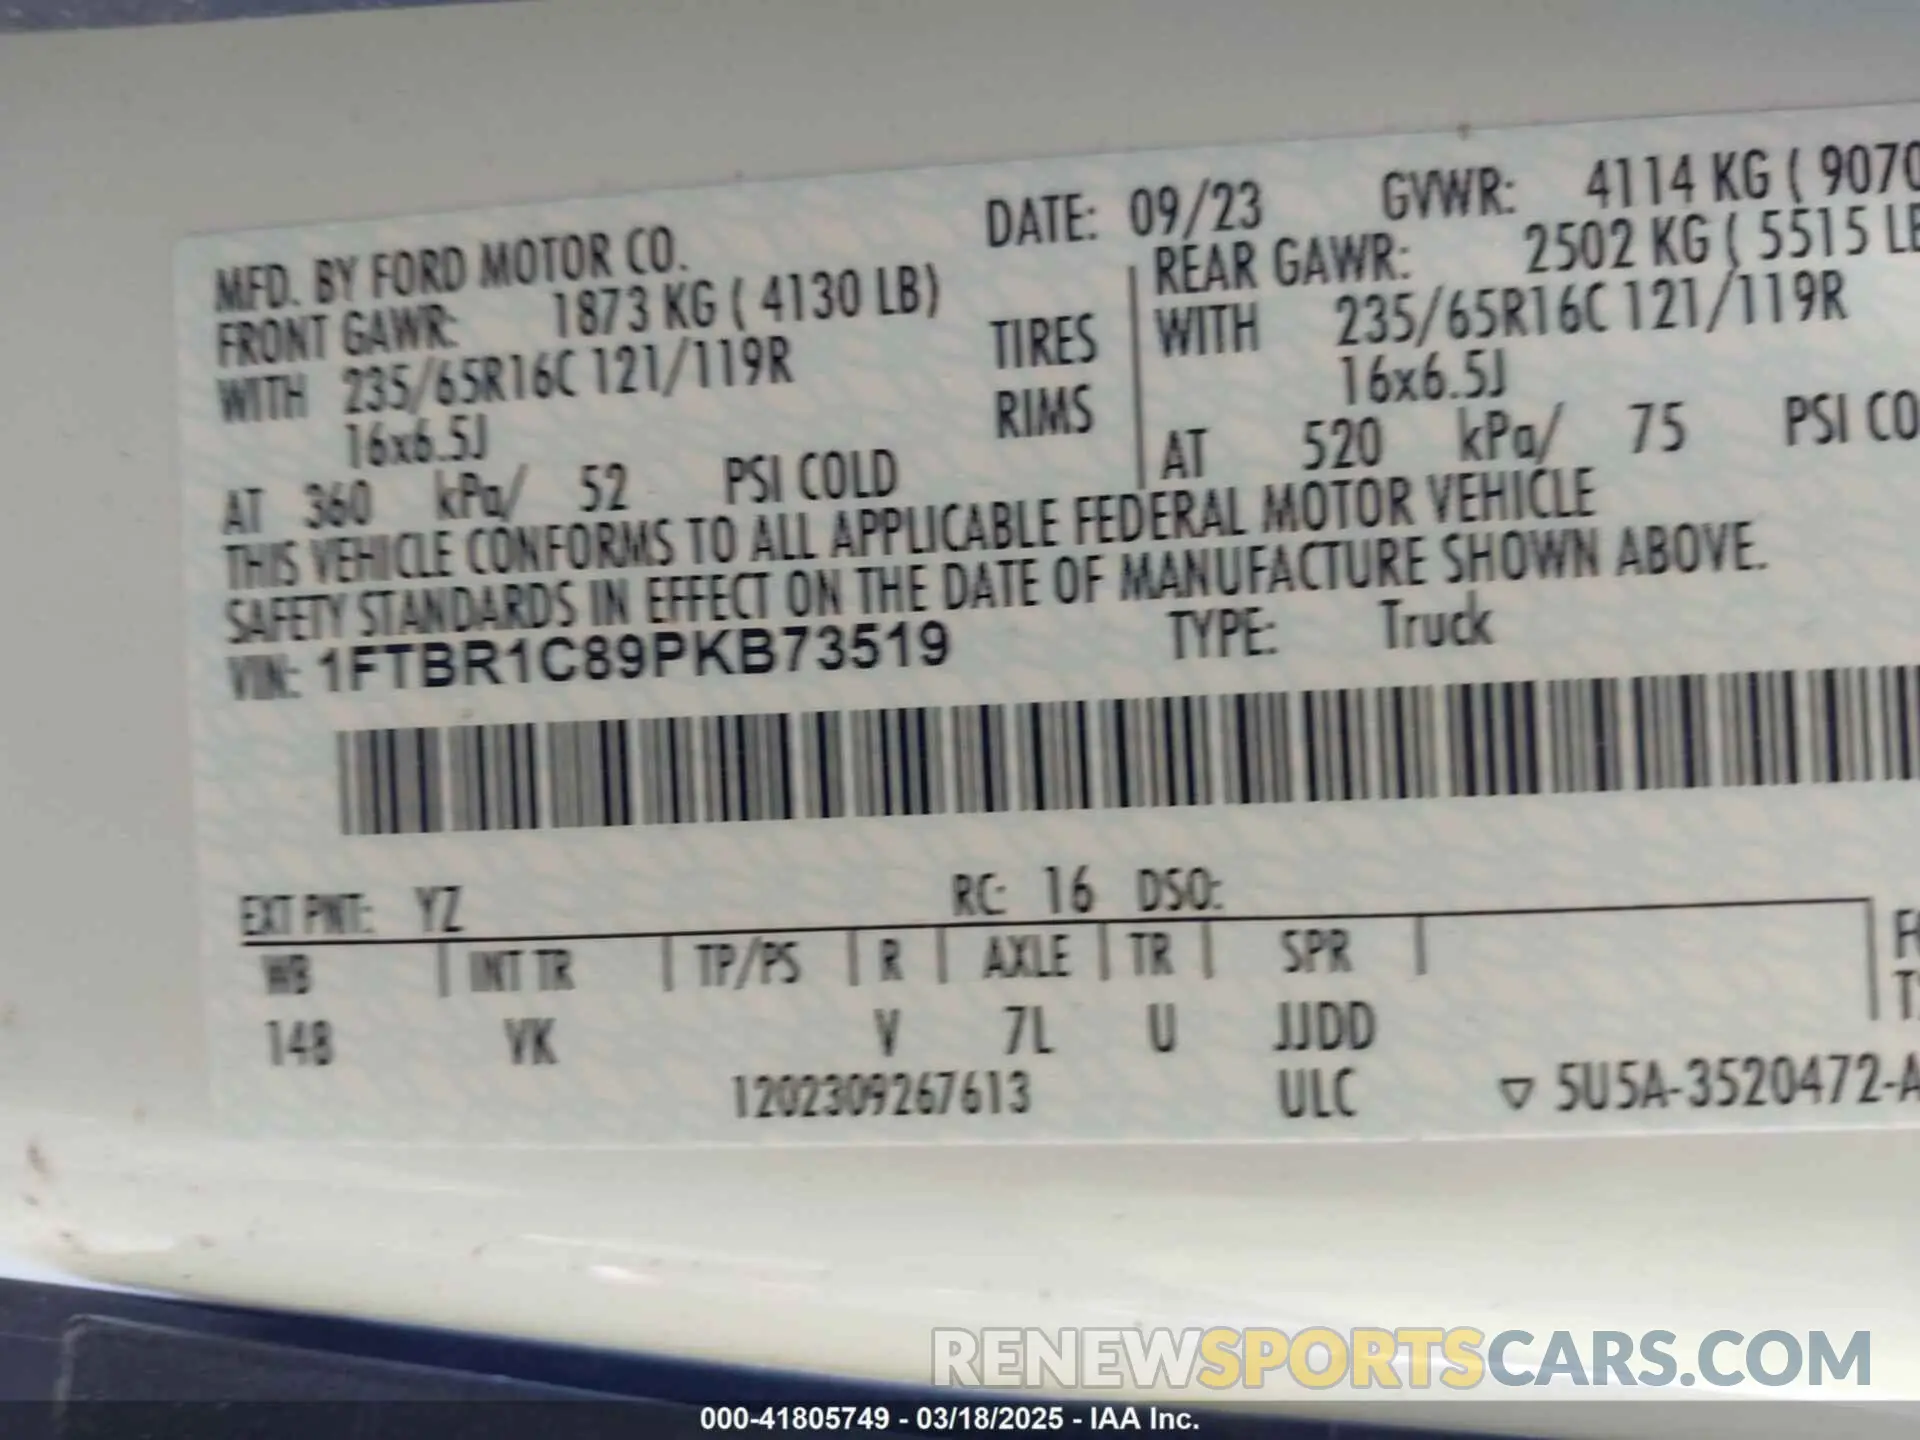 MFD. BY FORD MOTOR CO. DATE: 09/23 GVWR: 4114 KG ( 9070
FRONT GAWR: 1873 KG ( 4130 LB) REAR GAWR: 2502 KG ( 5515 LB
WITH 235/65R16C 121/119R TIRES WITH 235/65R16C 121/119R
16x6.5J RIMS 16x6.5J
AT 360 kPa/ 52 PSI COLD AT 520 kPa/ 75 PSI CO
THIS VEHICLE CONFORMS TO ALL APPLICABLE FEDERAL MOTOR VEHICLE
SAFETY STANDARDS IN EFFECT ON THE DATE OF MANUFACTURE SHOWN ABOVE.
VIN: 1FTBR1C89PKB73519 TYPE: Truck
EXT PNT: YZ RC: 16 DSO:
WB INT TR TP/PS R AXLE TR SPR
148 VK V 7L U JJDD
1202309267613 ULC ▽ 5U5A-3520472-A
RENEWSPORTSCARS.COM
000-41805749 - 03/18/2025 - IAA Inc.